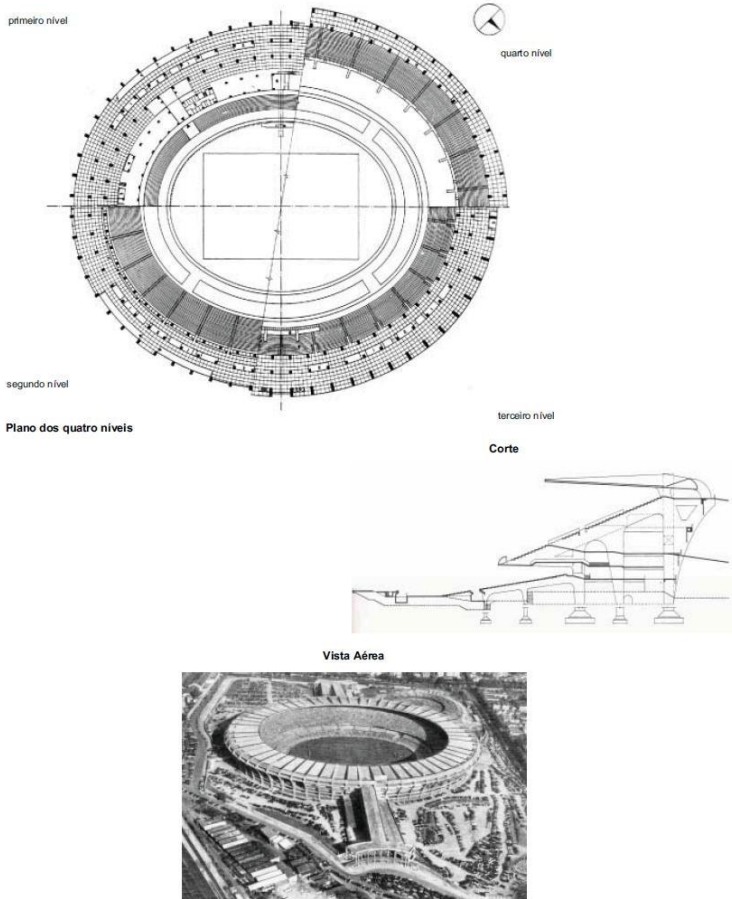 primeiro nível
quarto nível
segundo nível
terceiro nível
Plano dos quatro níveis
Corte
Vista Aérea